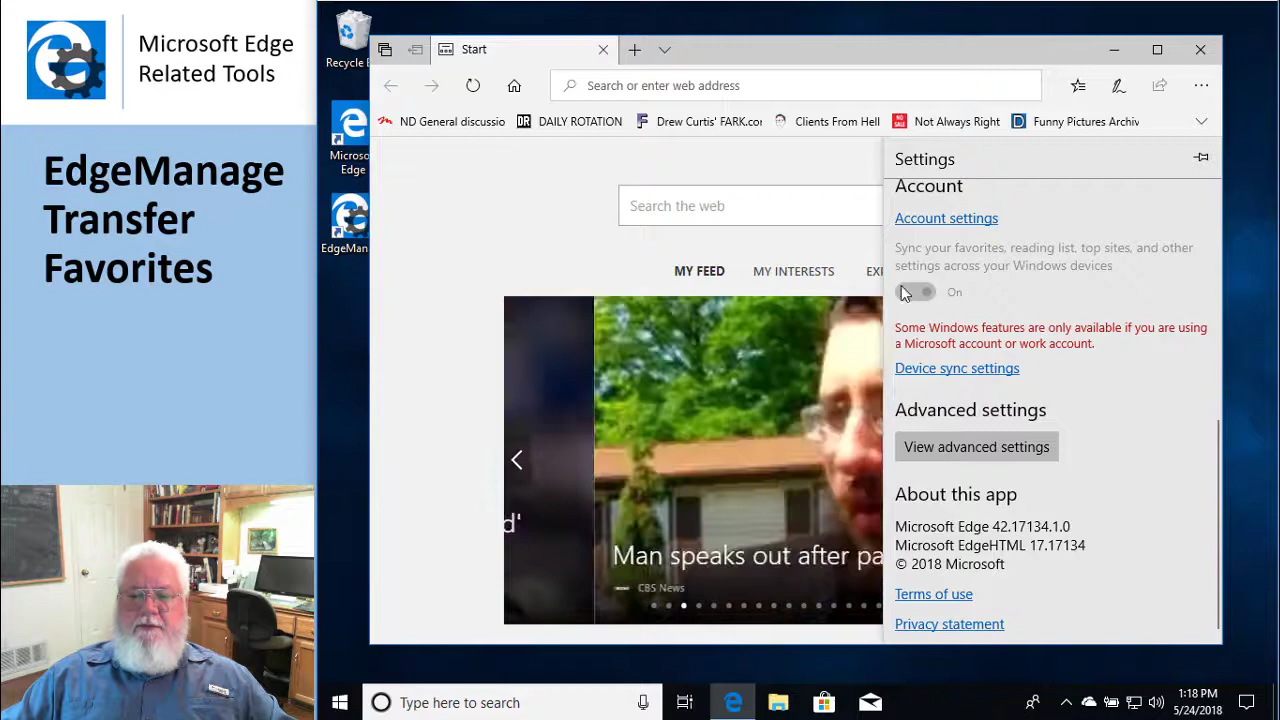 Microsoft Edge
Related Tools
EdgeManage
Transfer
Favorites
Recycle B
Microso
Edge
EdgeMan
Start
Search or enter web address
ND General discussio
DR
DAILY ROTATION
Drew Curtis' FARK.cor
Clients From Hell
NO SALE
Not Always Right
Funny Pictures Archiv
Search the web
MY FEED
MY INTERESTS
EX
d'
Man speaks out after pa
CBS News
Settings
Account
Account settings
Sync your favorites, reading list, top sites, and other
settings across your Windows devices
On
Some Windows features are only available if you are using
a Microsoft account or work account.
Device sync settings
Advanced settings
View advanced settings
About this app
Microsoft Edge 42.17134.1.0
Microsoft EdgeHTML 17.17134
© 2018 Microsoft
Terms of use
Privacy statement
Type here to search
1:18 PM
5/24/2018